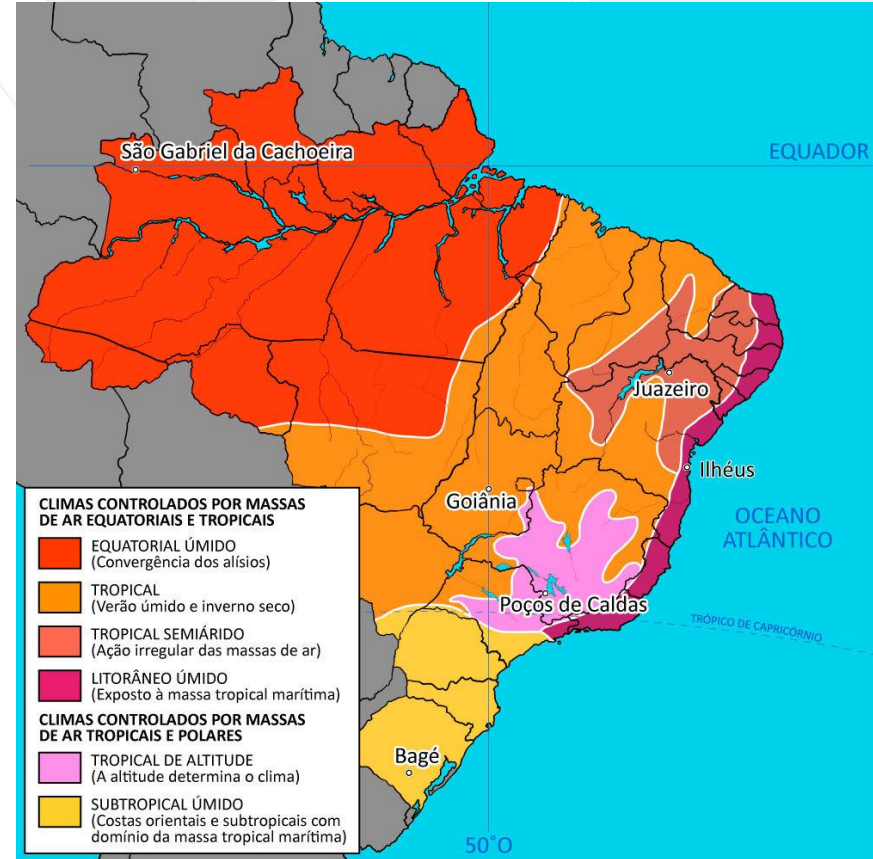 São Gabriel da Cachoeira
EQUADOR
Juazeiro
Ilhéus
Goiânia
OCEANO
ATLÂNTICO
Poços de Caldas
TRÓPICO DE CAPRICÓRNIO
Bagé
50°O
CLIMAS CONTROLADOS POR MASSAS
DE AR EQUATORIAIS E TROPICAIS
EQUATORIAL ÚMIDO
(Convergência dos alísios)
TROPICAL
(Verão úmido e inverno seco)
TROPICAL SEMIÁRIDO
(Ação irregular das massas de ar)
LITORÂNEO ÚMIDO
(Exposto à massa tropical marítima)
CLIMAS CONTROLADOS POR MASSAS
DE AR TROPICAIS E POLARES
TROPICAL DE ALTITUDE
(A altitude determina o clima)
SUBTROPICAL ÚMIDO
(Costas orientais e subtropicais com
domínio da massa tropical marítima)